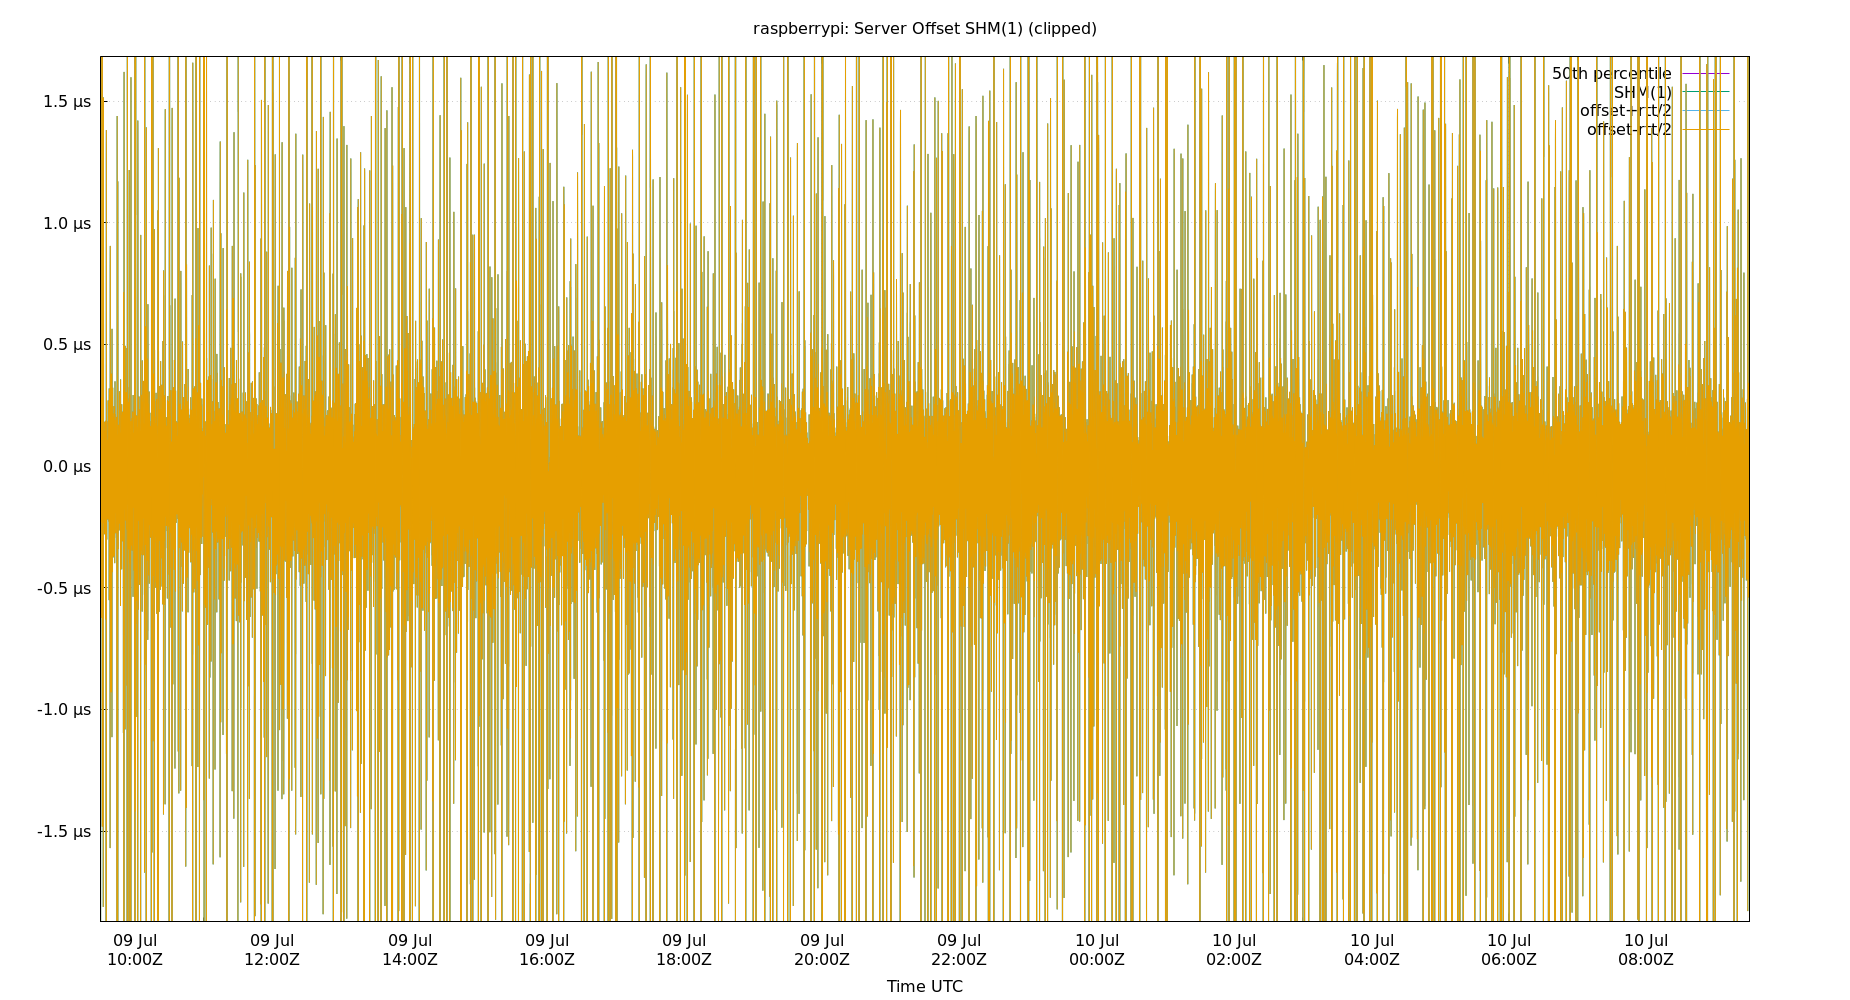 raspberrypi: Server Offset SHM(1) (clipped)
50th percentile
SHM(1)
offset+rtt/2
offset-rtt/2
1.5 µs
1.0 µs
0.5 µs
0.0 µs
-0.5 µs
-1.0 µs
-1.5 µs
09 Jul 09 Jul 09 Jul 09 Jul 09 Jul 09 Jul 09 Jul 10 Jul 10 Jul 10 Jul 10 Jul 10 Jul
10:00Z 12:00Z 14:00Z 16:00Z 18:00Z 20:00Z 22:00Z 00:00Z 02:00Z 04:00Z 06:00Z 08:00Z
Time UTC